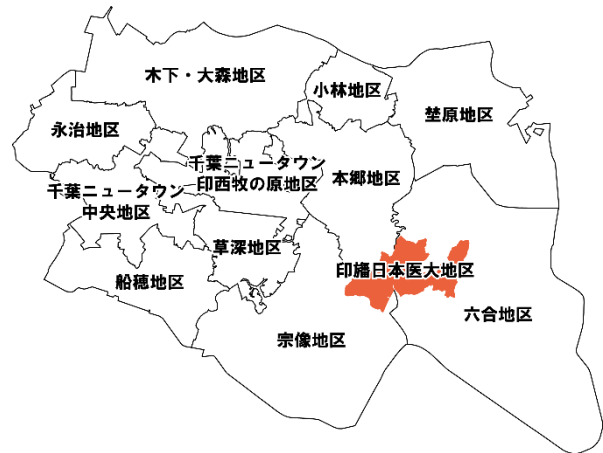 木下・大森地区
小林地区
埜原地区
永治地区
千葉ニュータウン
印西牧の原地区
本郷地区
千葉ニュータウン
中央地区
草深地区
船穂地区
印旛日本医大地区
六合地区
宗像地区